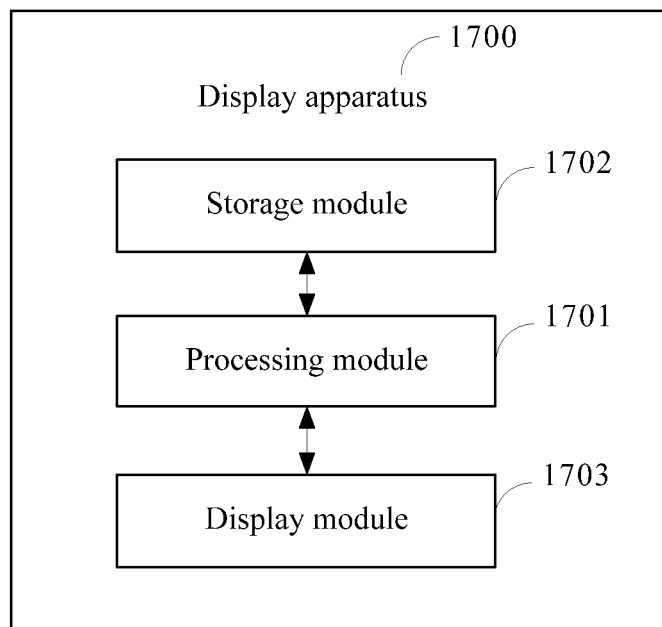 1700
Display apparatus
1702
Storage module
1701
Processing module
1703
Display module